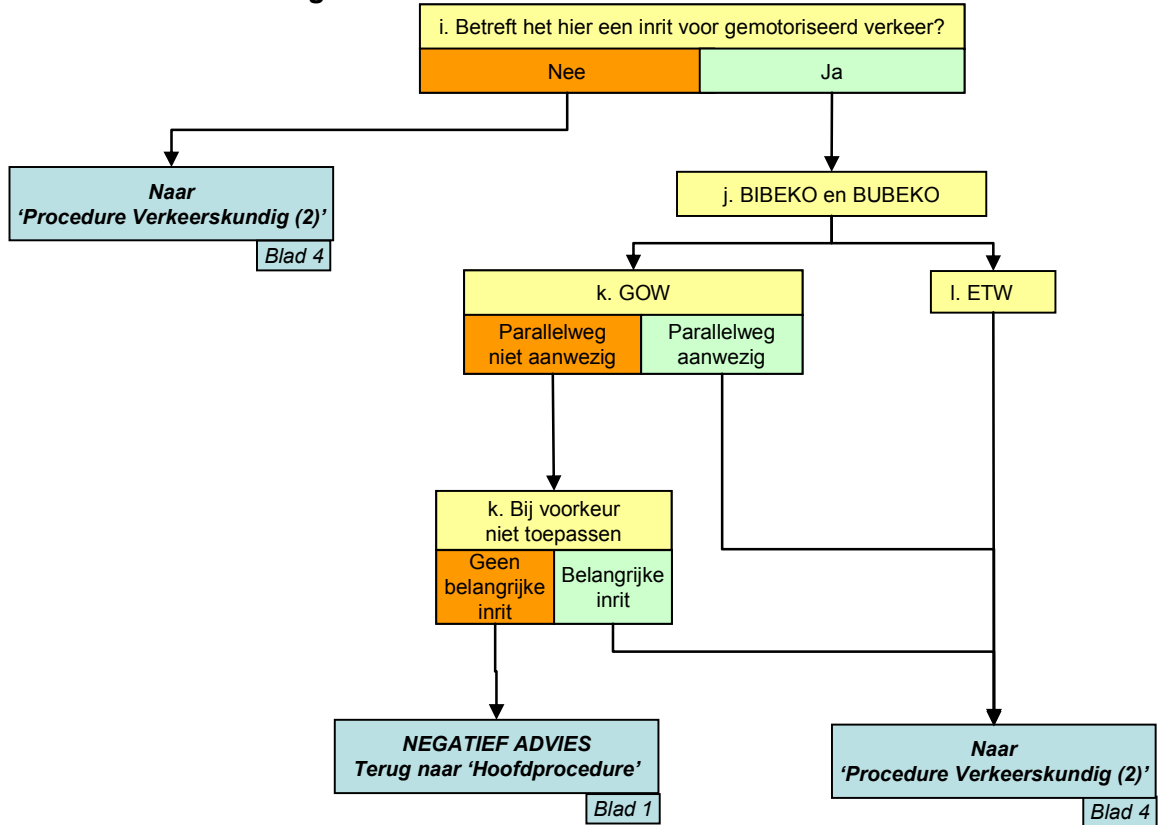 i. Betreft het hier een inrit voor gemotoriseerd verkeer?
Nee
Ja
Naar
‘Procedure Verkeerskundig (2)’
Blad 4
j. BIBEKO en BUBEKO
k. GOW
l. ETW
Parallelweg
niet aanwezig
Parallelweg
aanwezig
k. Bij voorkeur
niet toepassen
Geen
belangrijke
inrit
Belangrijke
inrit
NEGATIEF ADVIES
Terug naar ‘Hoofdprocedure’
Blad 1
Naar
‘Procedure Verkeerskundig (2)’
Blad 4